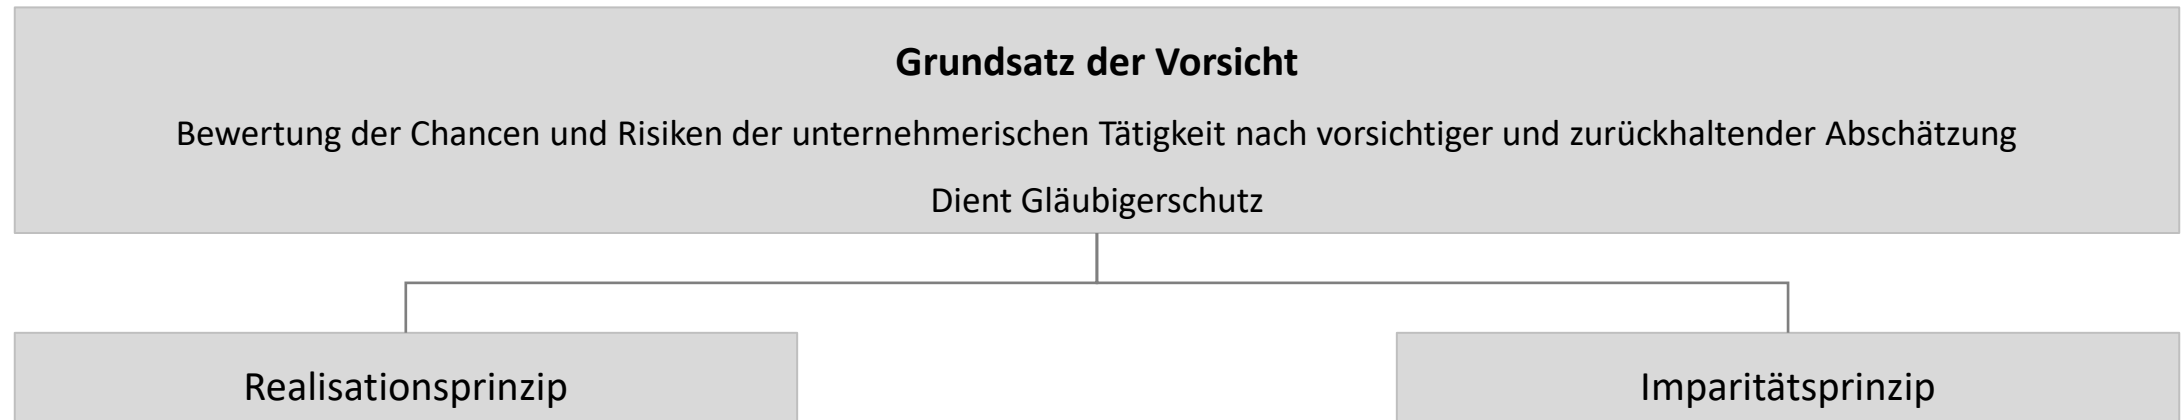 Grundsatz der Vorsicht
Bewertung der Chancen und Risiken der unternehmerischen Tätigkeit nach vorsichtiger und zurückhaltender Abschätzung
Dient Gläubigerschutz
Realisationsprinzip
Imparitätsprinzip